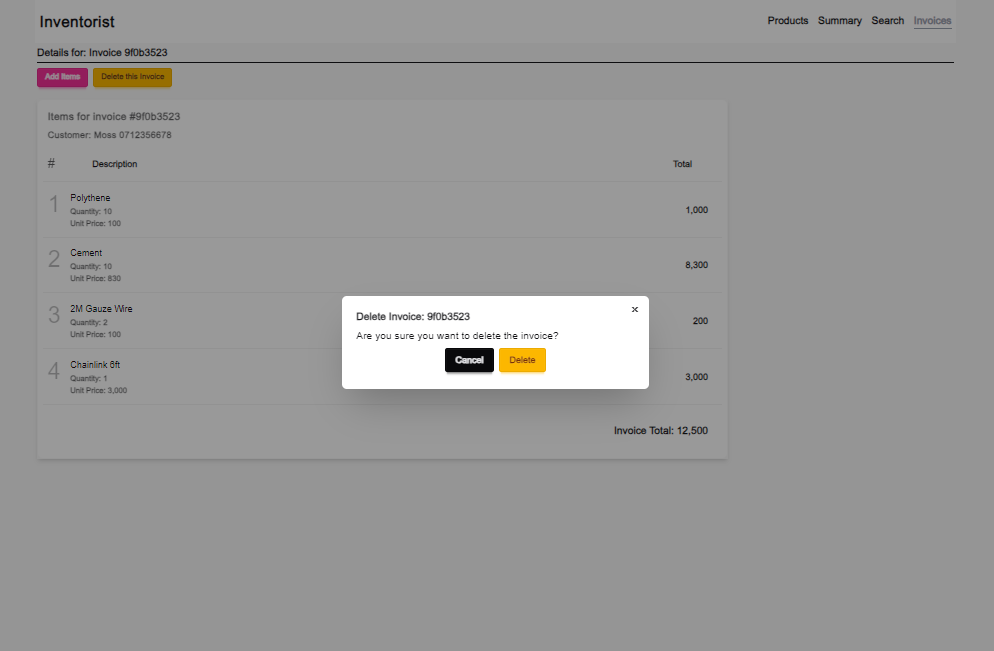 Inventorist
Products Summary Search Invoices
Details for: Invoice 9f0b3523
Add Items Delete this Invoice
Items for invoice #9f0b3523
Customer: Moss 0712356678
# Description Total
1 Polythene
Quantity: 10
Unit Price: 100
1,000
2 Cement
Quantity: 10
Unit Price: 830
8,300
3 2M Gauze Wire
Quantity: 2
Unit Price: 100
200
4 Chainlink 6ft
Quantity: 1
Unit Price: 3,000
3,000
Invoice Total: 12,500
Delete Invoice: 9f0b3523 ×
Are you sure you want to delete the invoice?
Cancel Delete